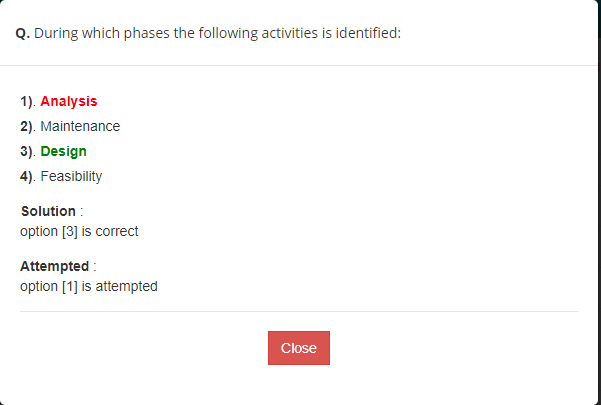 Q. During which phases the following activities is identified:
1). Analysis
2). Maintenance
3). Design
4). Feasibility
Solution :
option [3] is correct
Attempted :
option [1] is attempted
Close